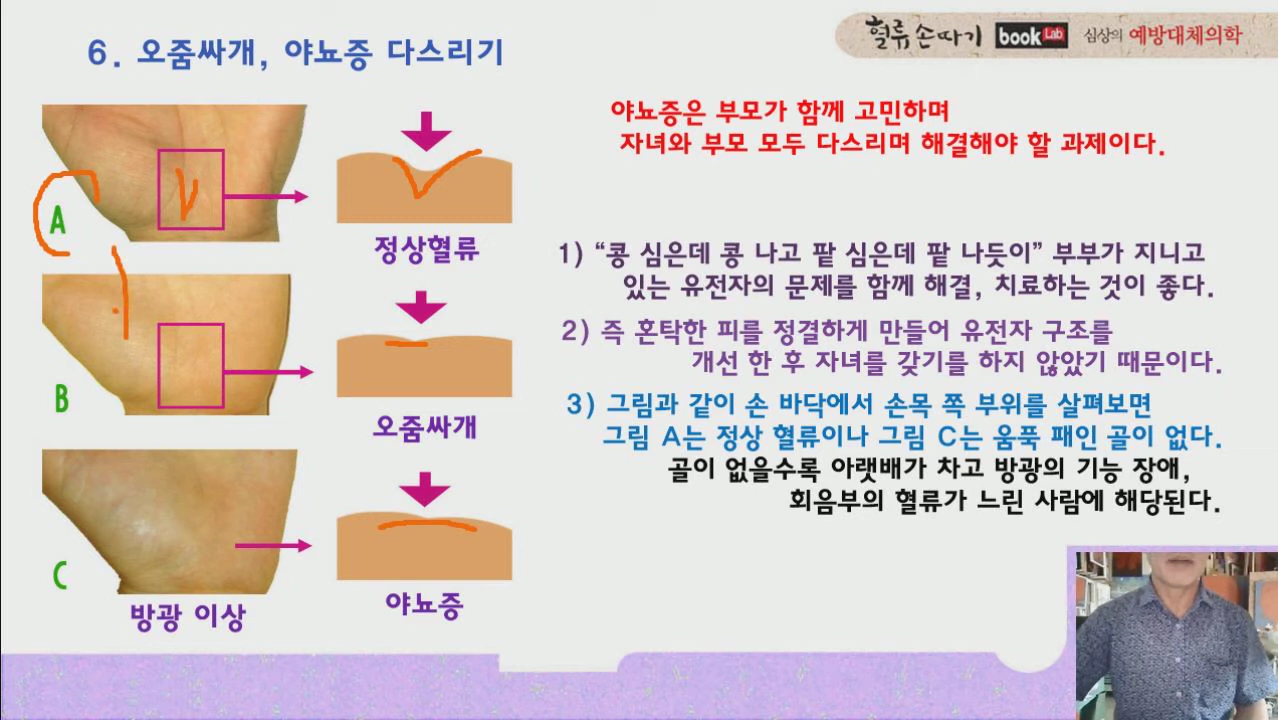 혈류 손따기 book Lab 심상의 예방대체의학
6. 오줌싸개, 야뇨증 다스리기
야뇨증은 부모가 함께 고민하며
자녀와 부모 모두 다스리며 해결해야 할 과제이다.
A
정상혈류
1) “콩 심은데 콩 나고 팥 심은데 팥 나듯이” 부부가 지니고
있는 유전자의 문제를 함께 해결, 치료하는 것이 좋다.
2) 즉 혼탁한 피를 정결하게 만들어 유전자 구조를
개선 한 후 자녀를 갖기를 하지 않았기 때문이다.
B
오줌싸개
3) 그림과 같이 손 바닥에서 손목 쪽 부위를 살펴보면
그림 A는 정상 혈류이나 그림 C는 움푹 패인 골이 없다.
골이 없을수록 아랫배가 차고 방광의 기능 장애,
회음부의 혈류가 느린 사람에 해당된다.
C
방광 이상
야뇨증